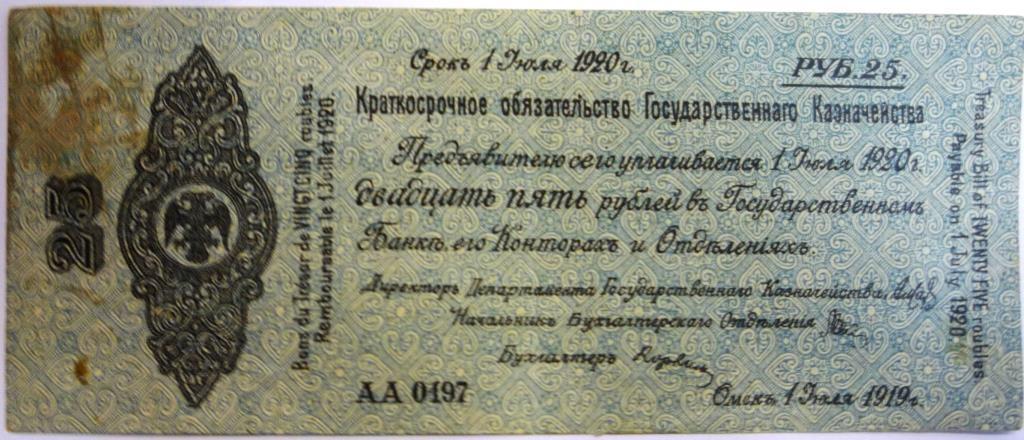 25
Bons du Trésor de VINGT CINQ roubles.
Remboursable le 1 Juillet 1920.
Срокъ 1 Июля 1920 г.
РУБ. 25.
Краткосрочное обязательство Государственнаго Казначейства
Предъявителю сего уплачивается 1 Июля 1920 г.
двадцать пять рублей въ Государственномъ
Банкѣ, его Конторахъ и Отдѣленіяхъ.
Директоръ Департамента Государственнаго Казначейства
Начальникъ Бухгалтерскаго Отдѣленія
Бухгалтеръ
АА 0197
Омскъ, 1 Июля 1919 г.
Treasury Bill of TWENTY FIVE roubles
Payable on 1 July 1920.